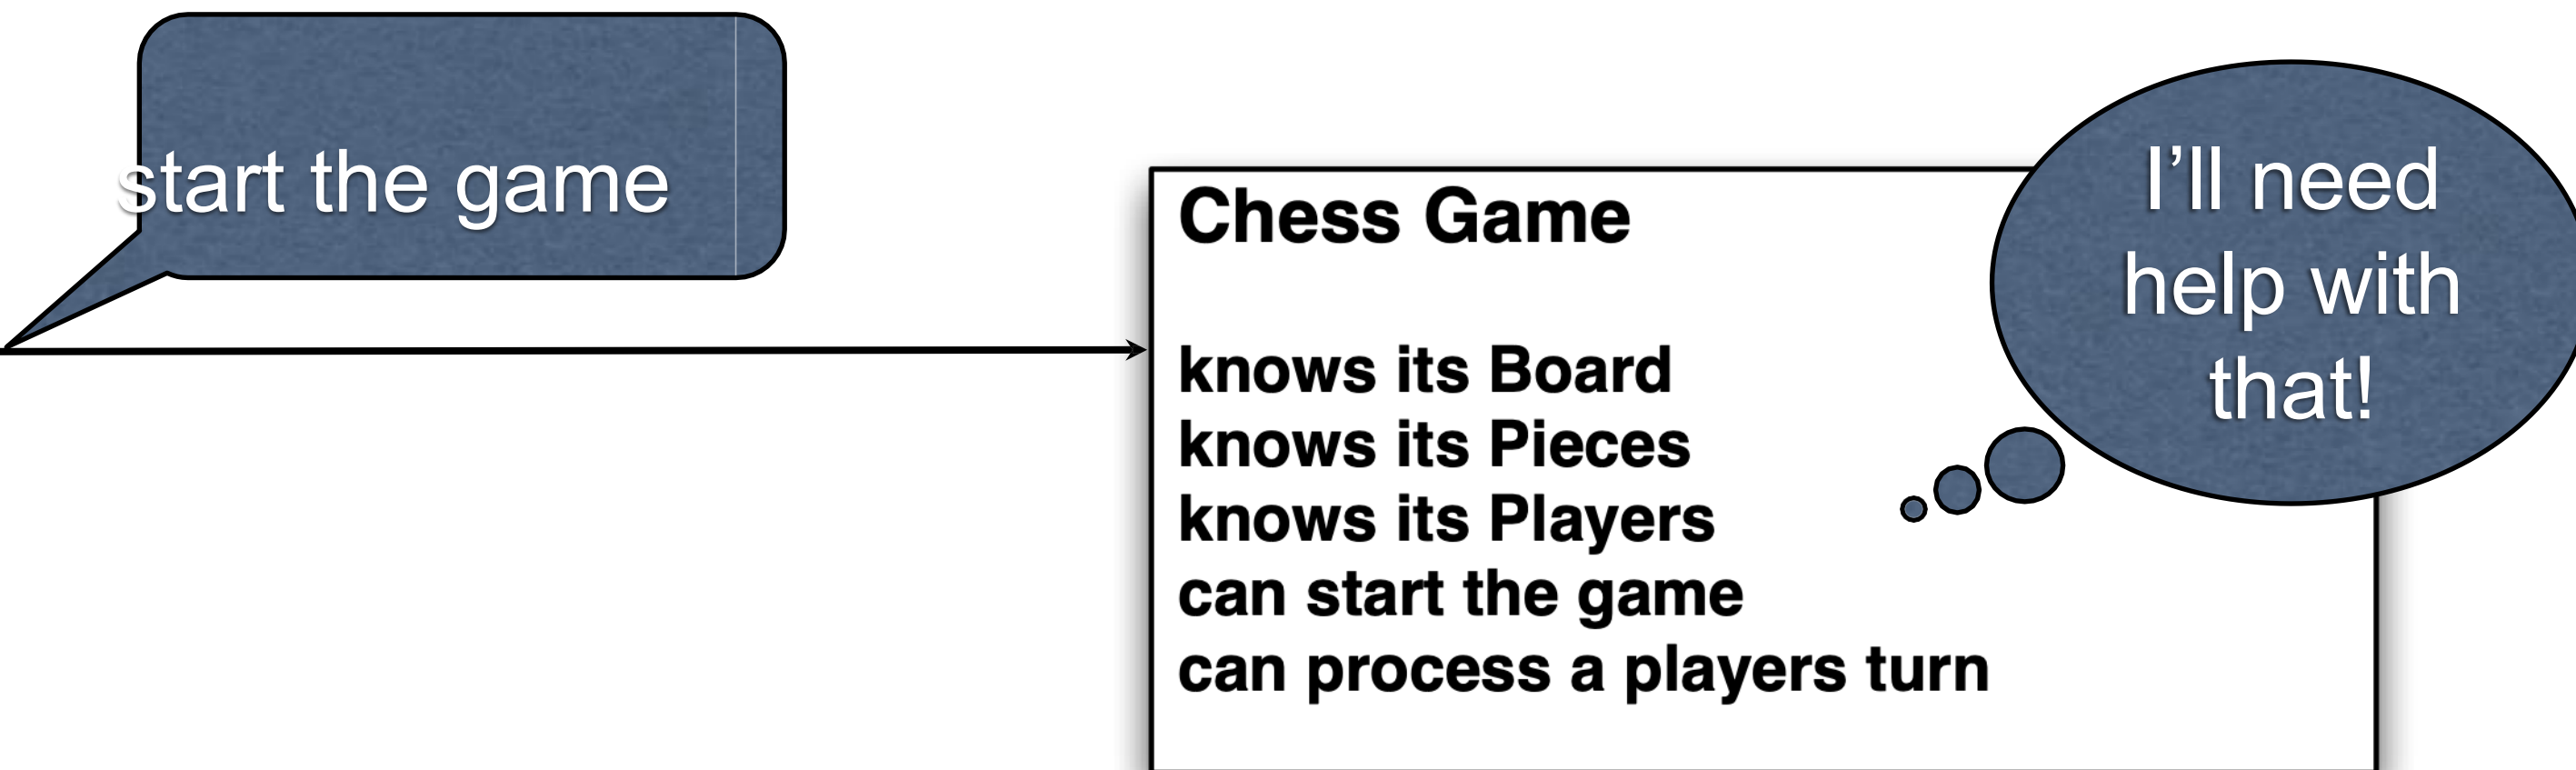 start the game
Chess Game
knows its Board
knows its Pieces
knows its Players
can start the game
can process a players turn
I’ll need
help with
that!